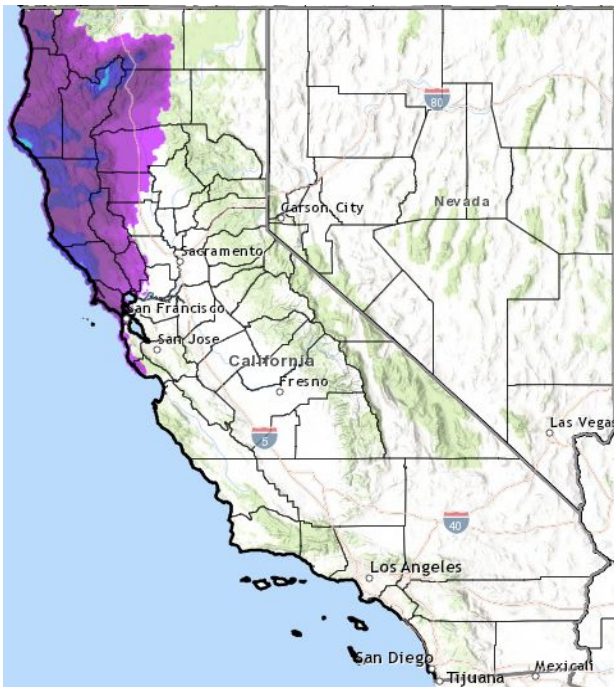 80
Nevada
Carson City
Sacramento
San Francisco
San Jose
California
Fresno
5
Las Vegas
40
Los Angeles
San Diego
Tijuana
Mexicali